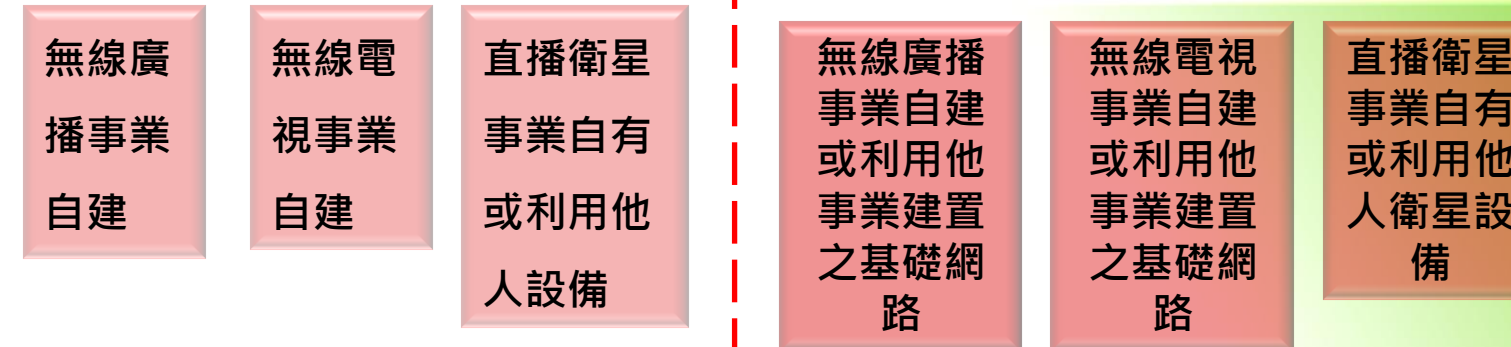 無線廣
播事業
自建
無線電
視事業
自建
直播衛星
事業自有
或利用他
人設備
無線廣播
事業自建
或利用他
事業建置
之基礎網
路
無線電視
事業自建
或利用他
事業建置
之基礎網
路
直播衛星
事業自有
或利用他
人衛星設
備